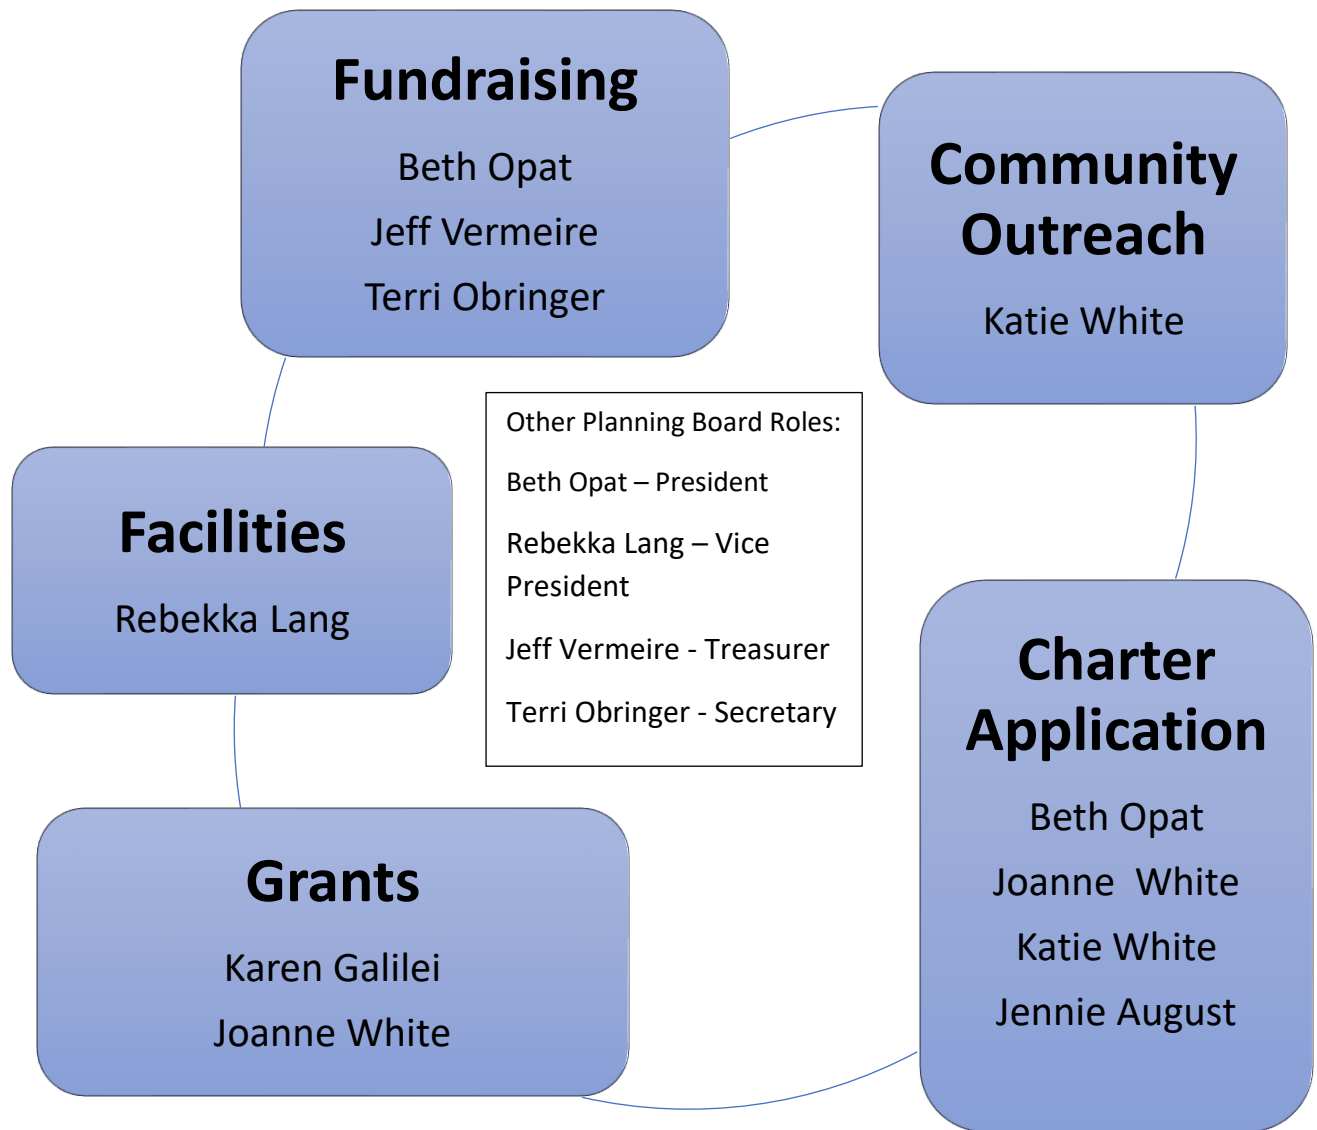 Fundraising
Beth Opat
Jeff Vermeire
Terri Obringer
Community
Outreach
Katie White
Other Planning Board Roles:
Beth Opat – President
Rebekka Lang – Vice
President
Jeff Vermeire - Treasurer
Terri Obringer - Secretary
Facilities
Rebekka Lang
Charter
Application
Beth Opat
Joanne  White
Katie White
Jennie August
Grants
Karen Galilei
Joanne White